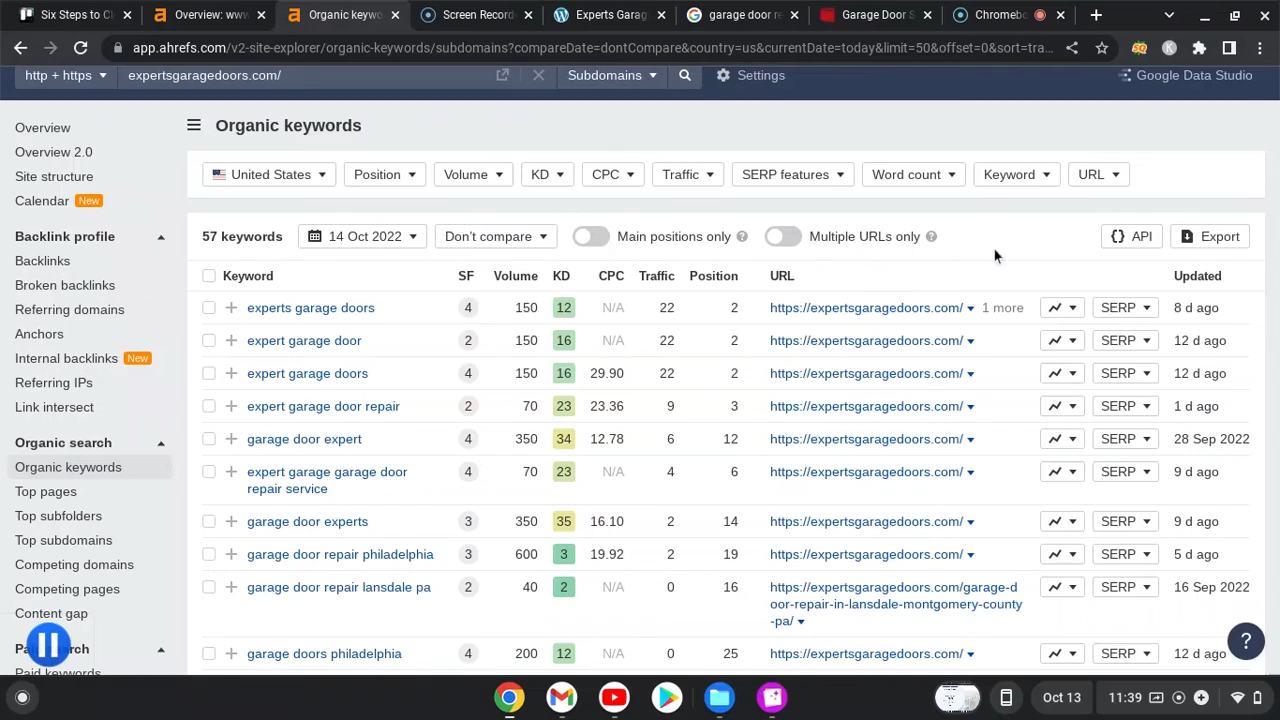 Six Steps to C
Overview: www
Organic keywo
Screen Record
Experts Garag
garage door re
Garage Door S
Chromeb
app.ahrefs.com/v2-site-explorer/organic-keywords/subdomains?compareDate=dontCompare&country=us&currentDate=today&limit=50&offset=0&sort=tra...
http + https expertsgaragedoors.com/ Subdomains Settings Google Data Studio
Overview
Overview 2.0
Site structure
Calendar New
Backlink profile
Backlinks
Broken backlinks
Referring domains
Anchors
Internal backlinks New
Referring IPs
Link intersect
Organic search
Organic keywords
Top pages
Top subfolders
Top subdomains
Competing domains
Competing pages
Content gap
Paid keywords
Organic keywords
United States Position Volume KD CPC Traffic SERP features Word count Keyword URL
57 keywords 14 Oct 2022 Don't compare Main positions only ? Multiple URLs only ? API Export
Keyword SF Volume KD CPC Traffic Position URL Updated
experts garage doors 4 150 12 N/A 22 2 https://expertsgaragedoors.com/ 1 more SERP 8 d ago
expert garage door 2 150 16 N/A 22 2 https://expertsgaragedoors.com/ SERP 12 d ago
expert garage doors 4 150 16 29.90 22 2 https://expertsgaragedoors.com/ SERP 12 d ago
expert garage door repair 2 70 23 23.36 9 3 https://expertsgaragedoors.com/ SERP 1 d ago
garage door expert 4 350 34 12.78 6 12 https://expertsgaragedoors.com/ SERP 28 Sep 2022
expert garage garage door 4 70 23 N/A 4 6 https://expertsgaragedoors.com/ SERP 9 d ago
repair service
garage door experts 3 350 35 16.10 2 14 https://expertsgaragedoors.com/ SERP 9 d ago
garage door repair philadelphia 3 600 3 19.92 2 19 https://expertsgaragedoors.com/ SERP 5 d ago
garage door repair lansdale pa 2 40 2 N/A 0 16 https://expertsgaragedoors.com/garage-d SERP 16 Sep 2022
oor-repair-in-lansdale-montgomery-county
-pa/
garage doors philadelphia 4 200 12 N/A 0 25 https://expertsgaragedoors.com/ SERP 12 d ago
?
Oct 13 11:39